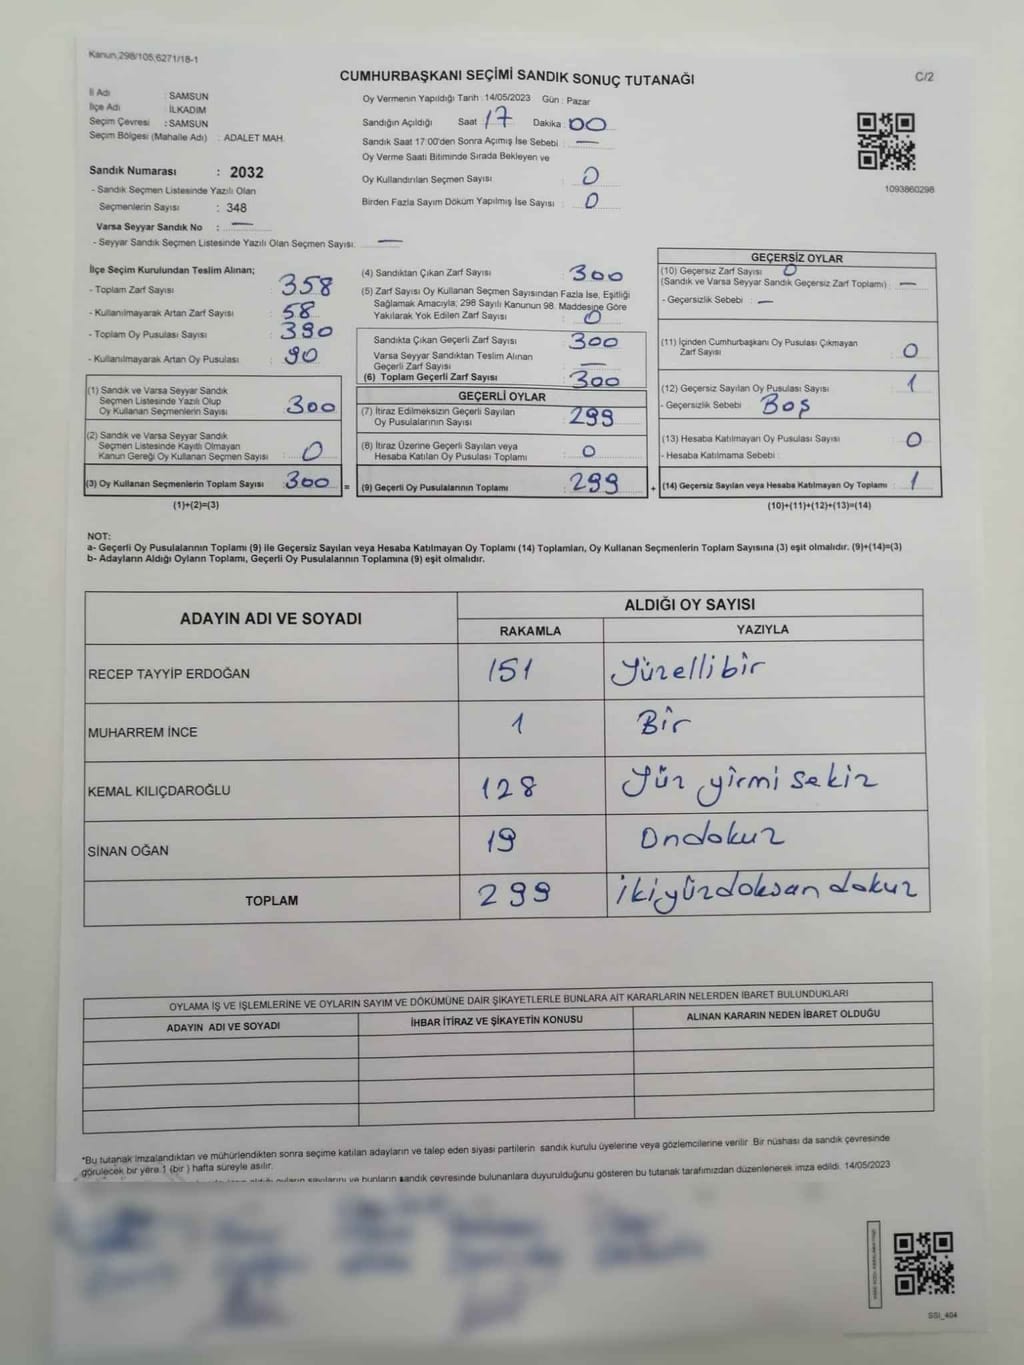 Kanun,298/105,6271/18-1
CUMHURBAŞKANI SEÇİMİ SANDIK SONUÇ TUTANAĞI
C/2
İl Adı : SAMSUN
İlçe Adı : İLKADIM
Seçim Çevresi : SAMSUN
Seçim Bölgesi (Mahalle Adı) : ADALET MAH.
Oy Vermenin Yapıldığı Tarih : 14/05/2023 Gün : Pazar
Sandığın Açıldığı Saat 17 Dakika : 00
Sandık Saat 17:00'den Sonra Açımış İse Sebebi : —
Oy Verme Saati Bitiminde Sırada Bekleyen ve
Oy Kullandırılan Seçmen Sayısı : 0
Birden Fazla Sayım Döküm Yapılmış İse Sayısı : 0
1093860298
Sandık Numarası : 2032
- Sandık Seçmen Listesinde Yazılı Olan
Seçmenlerin Sayısı : 348
Varsa Seyyar Sandık No : —
- Seyyar Sandık Seçmen Listesinde Yazılı Olan Seçmen Sayısı: —
İlçe Seçim Kurulundan Teslim Alınan;
- Toplam Zarf Sayısı : 358
- Kullanılmayarak Artan Zarf Sayısı : 58
- Toplam Oy Pusulası Sayısı : 390
- Kullanılmayarak Artan Oy Pusulası : 90
(1) Sandık ve Varsa Seyyar Sandık
Seçmen Listesinde Yazılı Olup
Oy Kullanan Seçmenlerin Sayısı : 300
(2) Sandık ve Varsa Seyyar Sandık
Seçmen Listesinde Kayıtlı Olmayan
Kanun Gereği Oy Kullanan Seçmen Sayısı : 0
(3) Oy Kullanan Seçmenlerin Toplam Sayısı : 300 =
(1)+(2)=(3)
(4) Sandıktan Çıkan Zarf Sayısı : 300
(5) Zarf Sayısı Oy Kullanan Seçmen Sayısından Fazla İse, Eşitliği
Sağlamak Amacıyla; 298 Sayılı Kanunun 98. Maddesine Göre
Yakılarak Yok Edilen Zarf Sayısı : 0
Sandıkta Çıkan Geçerli Zarf Sayısı : 300
Varsa Seyyar Sandıktan Teslim Alınan
Geçerli Zarf Sayısı : —
(6) Toplam Geçerli Zarf Sayısı : 300
GEÇERLİ OYLAR
(7) İtiraz Edilmeksizin Geçerli Sayılan
Oy Pusulalarının Sayısı : 299
(8) İtiraz Üzerine Geçerli Sayılan veya
Hesaba Katılan Oy Pusulası Toplamı : 0
(9) Geçerli Oy Pusulalarının Toplamı : 299 +
GEÇERSİZ OYLAR
(10) Geçersiz Zarf Sayısı : 0
(Sandık ve Varsa Seyyar Sandık Geçersiz Zarf Toplamı) : —
- Geçersizlik Sebebi : —
(11) İçinden Cumhurbaşkanı Oy Pusulası Çıkmayan
Zarf Sayısı : 0
(12) Geçersiz Sayılan Oy Pusulası Sayısı : 1
- Geçersizlik Sebebi : Boş
(13) Hesaba Katılmayan Oy Pusulası Sayısı : 0
- Hesaba Katılmama Sebebi :
(14) Geçersiz Sayılan veya Hesaba Katılmayan Oy Toplamı : 1
(10)+(11)+(12)+(13)=(14)
NOT:
a- Geçerli Oy Pusulalarının Toplamı (9) ile Geçersiz Sayılan veya Hesaba Katılmayan Oy Toplamı (14) Toplamları, Oy Kullanan Seçmenlerin Toplam Sayısına (3) eşit olmalıdır. (9)+(14)=(3)
b- Adayların Aldığı Oyların Toplamı, Geçerli Oy Pusulalarının Toplamına (9) eşit olmalıdır.
ADAYIN ADI VE SOYADI
ALDIĞI OY SAYISI
RAKAMLA YAZIYLA
RECEP TAYYİP ERDOĞAN 151 Yüzellibir
MUHARREM İNCE 1 Bir
KEMAL KILIÇDAROĞLU 128 Yüz yirmi sekiz
SİNAN OĞAN 19 Ondokuz
TOPLAM 299 ikiyüzdoksan dokuz
OYLAMA İŞ VE İŞLEMLERİNE VE OYLARIN SAYIM VE DÖKÜMÜNE DAİR ŞİKAYETLERLE BUNLARA AİT KARARLARIN NELERDEN İBARET BULUNDUKLARI
ADAYIN ADI VE SOYADI İHBAR İTİRAZ VE ŞİKAYETİN KONUSU ALINAN KARARIN NEDEN İBARET OLDUĞU
*Bu tutanak imzalandıktan ve mühürlendikten sonra seçime katılan adayların ve talep eden siyasi partilerin sandık kurulu üyelerine veya gözlemcilerine verilir. Bir nüshası da sandık çevresinde
görülecek bir yere 1 (bir) hafta süreyle asılır.
oyların sayılarını ve bunların sandık çevresinde bulunanlara duyurulduğunu gösteren bu tutanak tarafımızdan düzenlenerek imza edildi. 14/05/2023
SSI_404